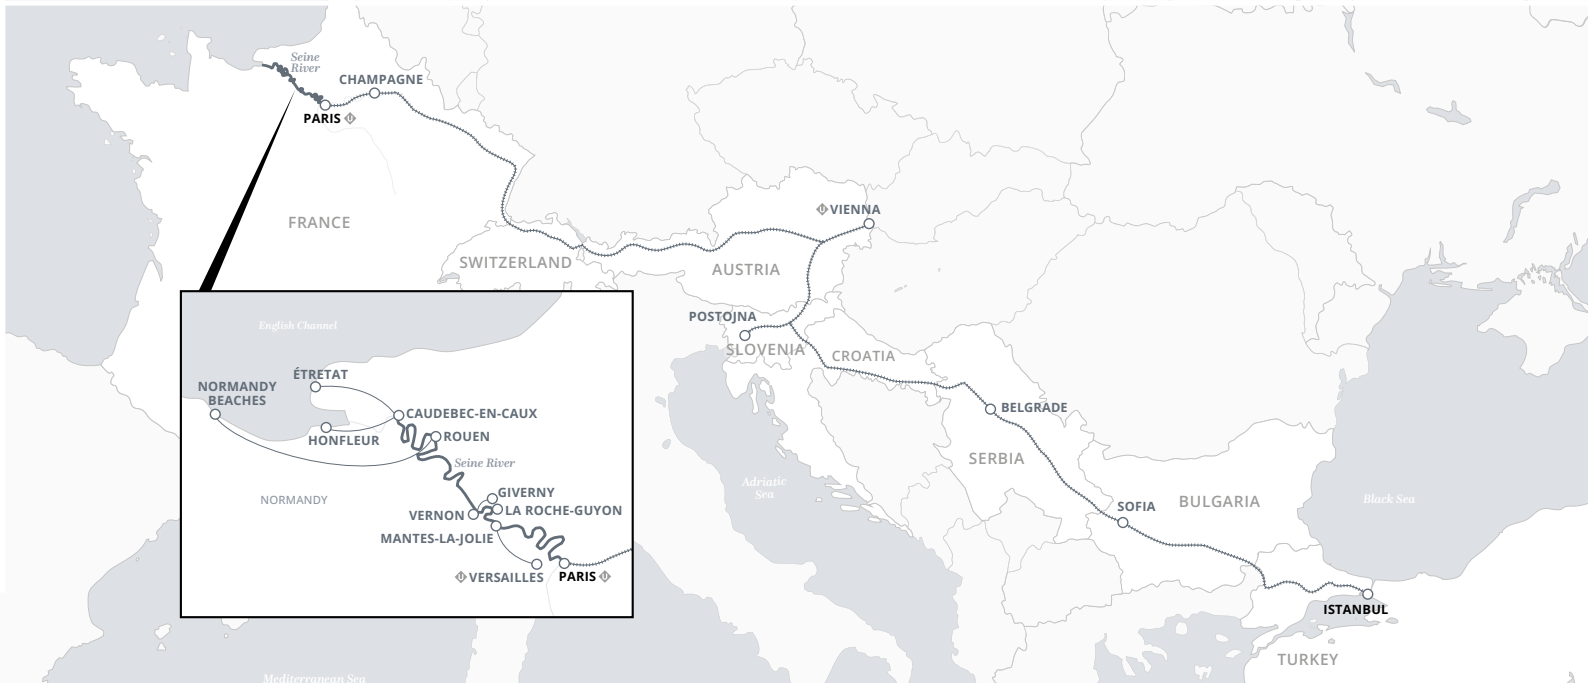 Seine
River
CHAMPAGNE
PARIS
FRANCE
VIENNA
SWITZERLAND
AUSTRIA
POSTOJNA
SLOVENIA
CROATIA
BELGRADE
SERBIA
SOFIA
BULGARIA
Adriatic
Sea
Black Sea
ISTANBUL
TURKEY
English Channel
ÉTRETAT
NORMANDY
BEACHES
CAUDEBEC-EN-CAUX
HONFLEUR
ROUEN
Seine River
NORMANDY
GIVERNY
LA ROCHE-GUYON
VERNON
MANTES-LA-JOLIE
VERSAILLES
PARIS
Mediterranean Sea